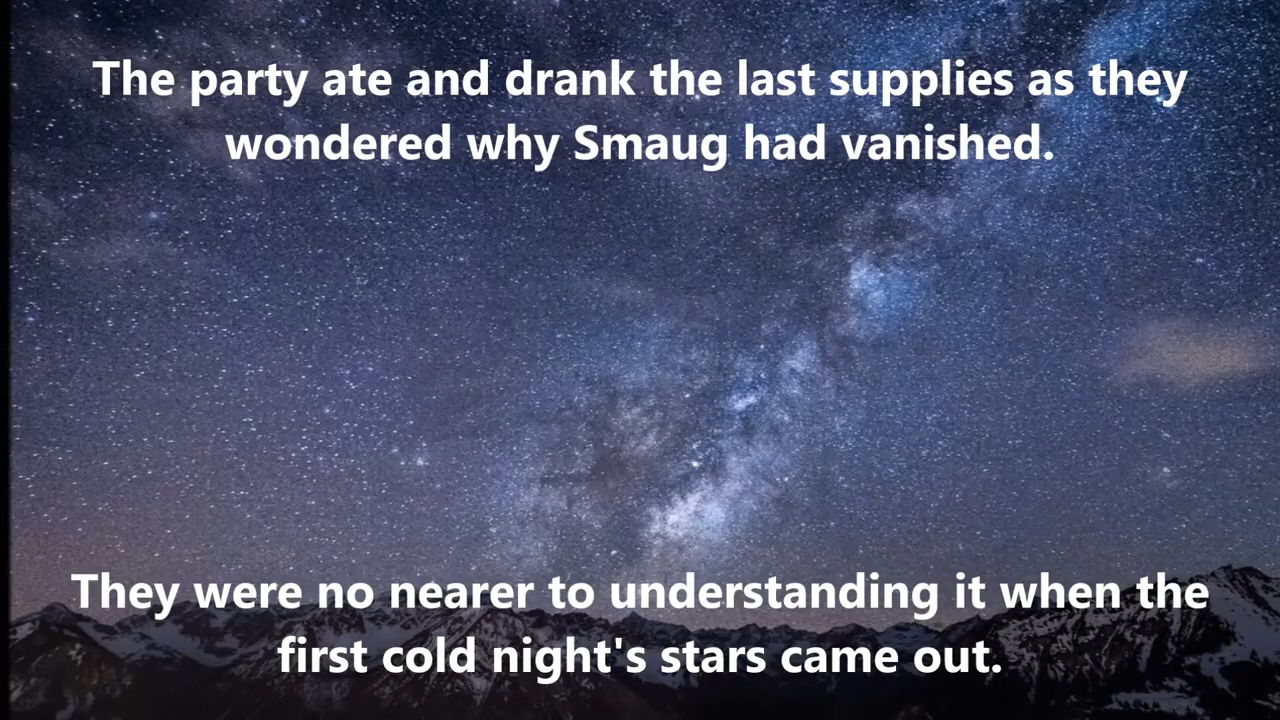 The party ate and drank the last supplies as they
wondered why Smaug had vanished.
They were no nearer to understanding it when the
first cold night's stars came out.